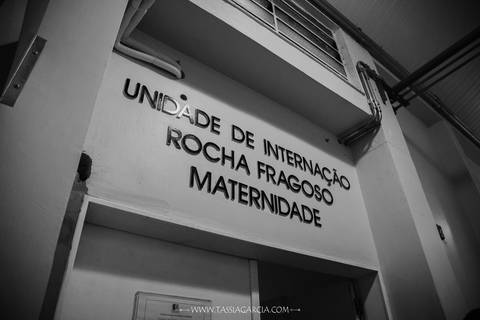 UNIDADE DE INTERNAÇÃO
ROCHA FRAGOSO
MATERNIDADE
WWW.TASSIAGARCIA.COM